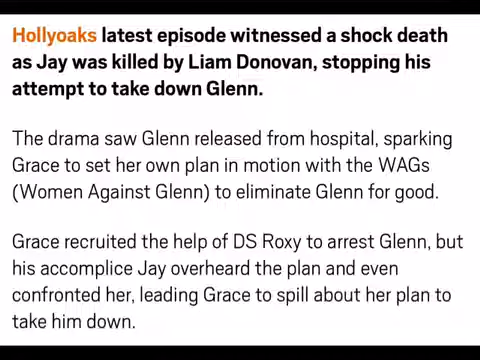 Hollyoaks latest episode witnessed a shock death
as Jay was killed by Liam Donovan, stopping his
attempt to take down Glenn.
The drama saw Glenn released from hospital, sparking
Grace to set her own plan in motion with the WAGs
(Women Against Glenn) to eliminate Glenn for good.
Grace recruited the help of DS Roxy to arrest Glenn, but
his accomplice Jay overheard the plan and even
confronted her, leading Grace to spill about her plan to
take him down.